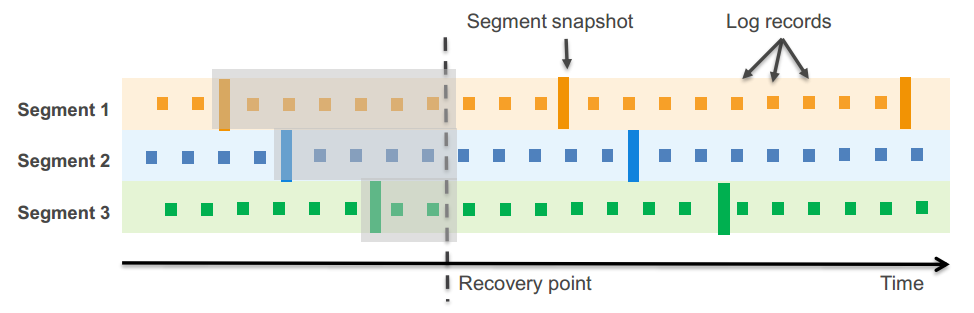 Segment snapshot
Log records
Segment 1
Segment 2
Segment 3
Recovery point
Time